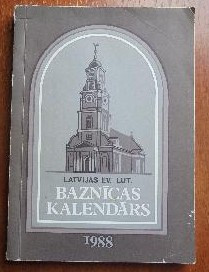 LATVIJAS EV. LUT.
BAZNĪCAS
KALENDĀRS
1988